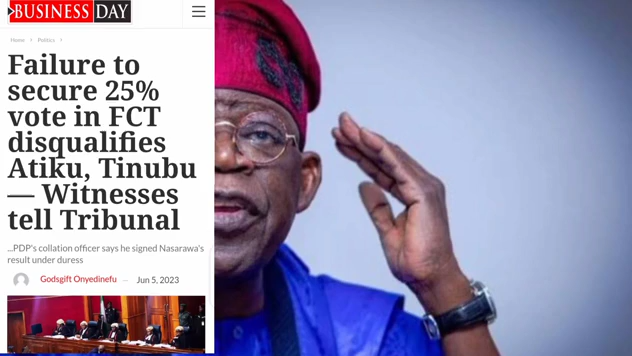 BUSINESS DAY
Home > Politics >
Failure to
secure 25%
vote in FCT
disqualifies
Atiku, Tinubu
— Witnesses
tell Tribunal
...PDP's collation officer says he signed Nasarawa's
result under duress
Godsgift Onyedinefu — Jun 5, 2023